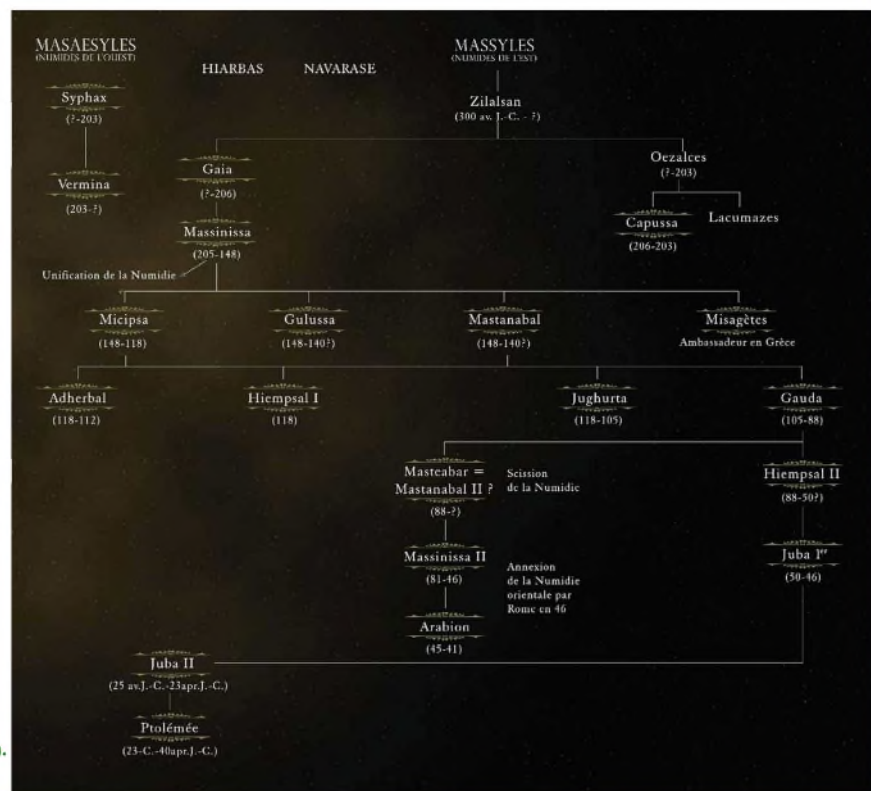 MASAESYLES
(NUMIDES DE L'OUEST)
HIARBAS
NAVARASE
MASSYLES
(NUMIDES DE L'EST)
Syphax
(?-203)
Zilalsan
(300 av. J.-C. - ?)
Vermina
(203-?)
Gaia
(?-206)
Oezalces
(?-203)
Massinissa
(205-148)
Capussa
(206-203)
Lacumazes
Unification de la Numidie
Micipsa
(148-118)
Gulussa
(148-140?)
Mastanabal
(148-140?)
Misagètes
Ambassadeur en Grèce
Adherbal
(118-112)
Hiempsal I
(118)
Jughurta
(118-105)
Gauda
(105-88)
Masteabar =
Mastanabal II ?
(88-?)
Scission
de la Numidie
Hiempsal II
(88-50?)
Massinissa II
(81-46)
Annexion
de la Numidie
orientale par
Rome en 46
Juba 1er
(50-46)
Arabion
(45-41)
Juba II
(25 av.J.-C.-23apr.J.-C.)
Ptolémée
(23-C.-40apr.J.-C.)